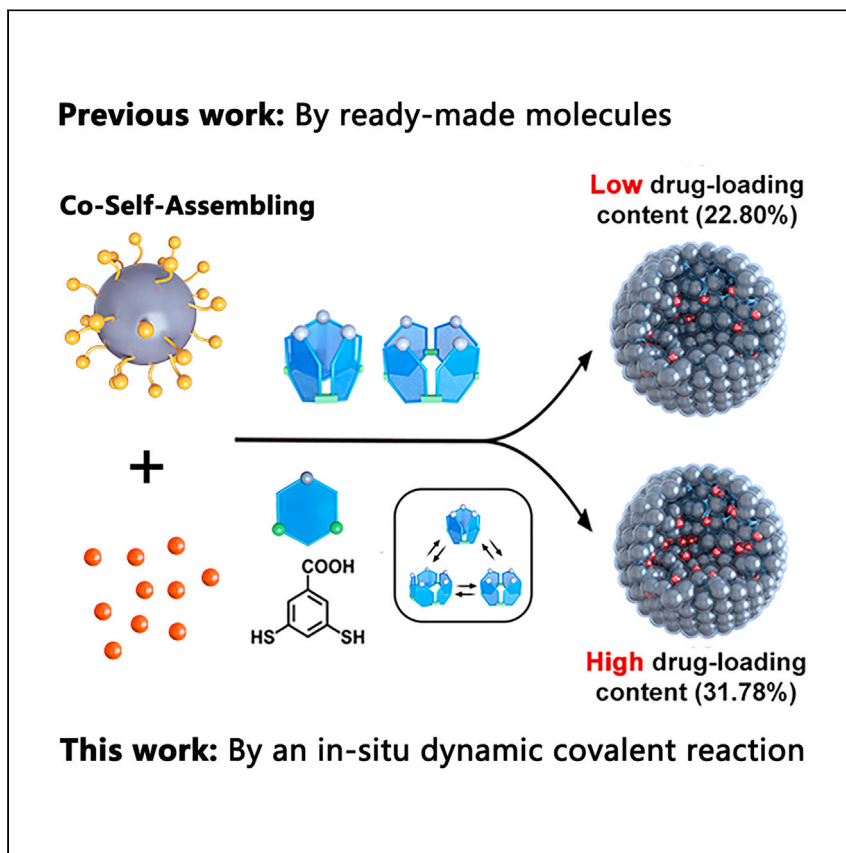 Previous work: By ready-made molecules
Co-Self-Assembling
Low drug-loading
content (22.80%)
+
COOH
HS
SH
High drug-loading
content (31.78%)
This work: By an in-situ dynamic covalent reaction